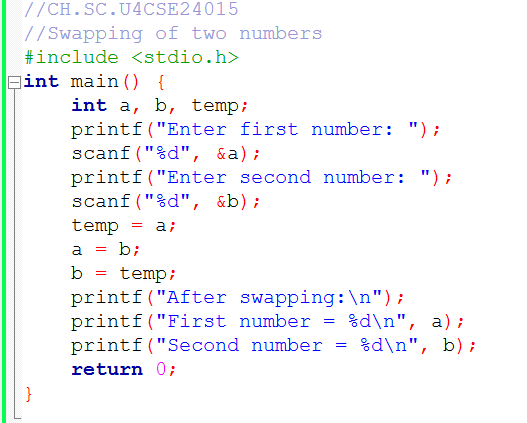 //CH.SC.U4CSE24015
//Swapping of two numbers
#include <stdio.h>
int main() {
    int a, b, temp;
    printf("Enter first number: ");
    scanf("%d", &a);
    printf("Enter second number: ");
    scanf("%d", &b);
    temp = a;
    a = b;
    b = temp;
    printf("After swapping:\n");
    printf("First number = %d\n", a);
    printf("Second number = %d\n", b);
    return 0;
}